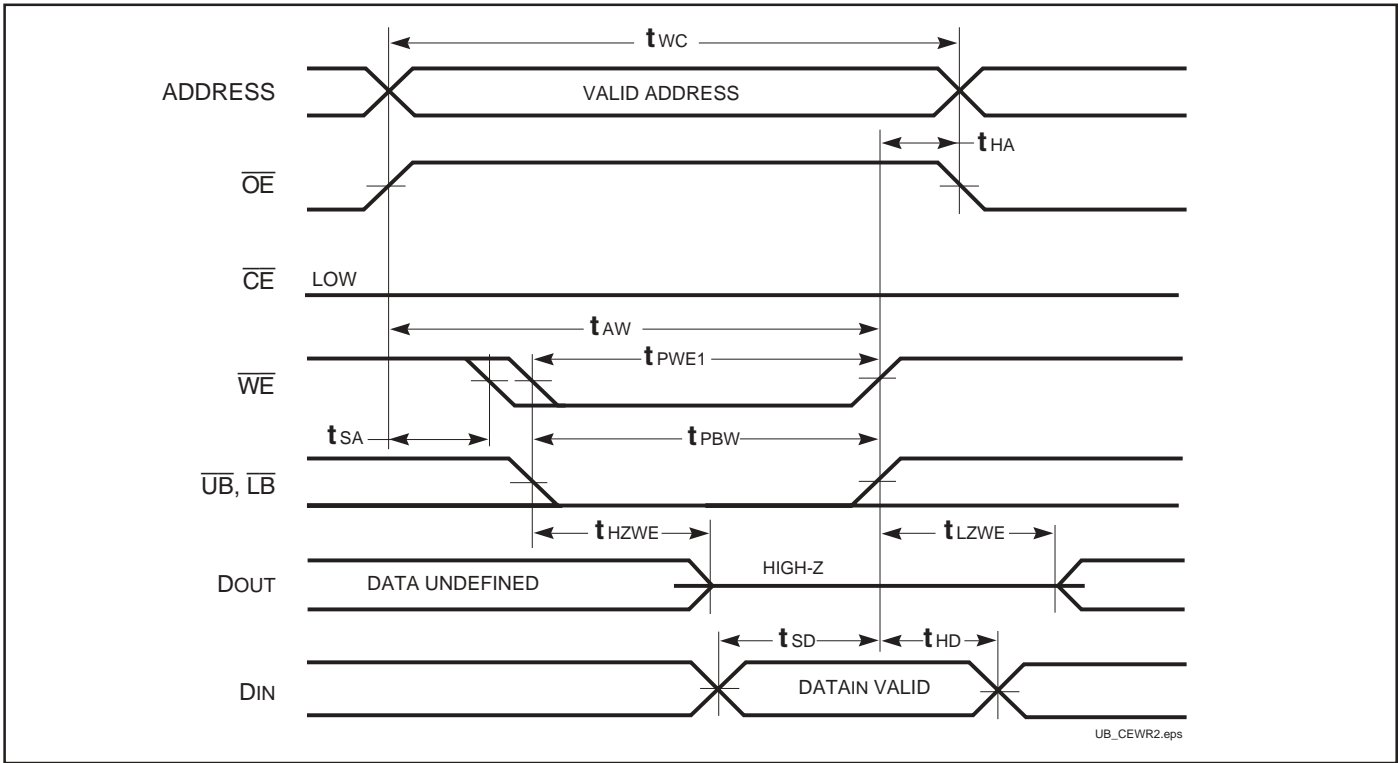 tWC
ADDRESS
VALID ADDRESS
tHA
OE
CE
LOW
tAW
tPWE1
WE
tSA
tPBW
UB, LB
tHZWE
tLZWE
DOUT
DATA UNDEFINED
HIGH-Z
tSD
tHD
DIN
DATAIN VALID
UB_CEWR2.eps